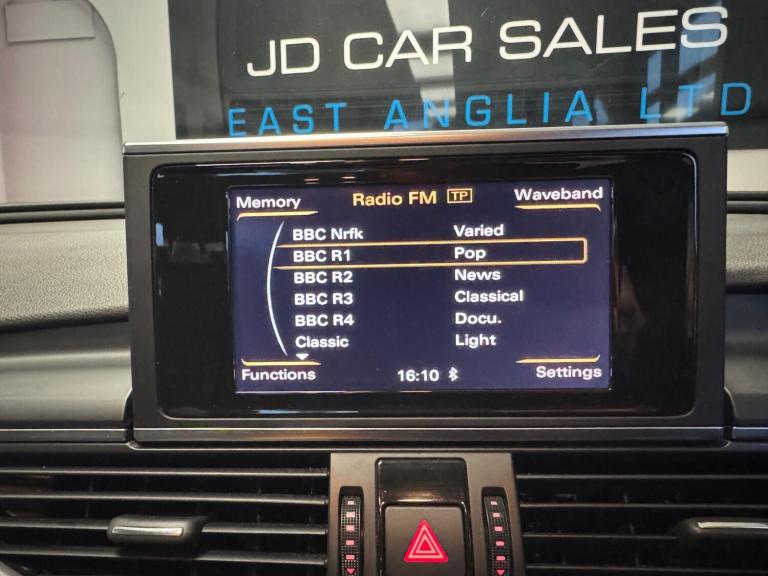 JD CAR SALES
EAST ANGLIA LTD
Memory Radio FM TP Waveband
BBC Nrfk Varied
BBC R1 Pop
BBC R2 News
BBC R3 Classical
BBC R4 Docu.
Classic Light
Functions 16:10 Settings